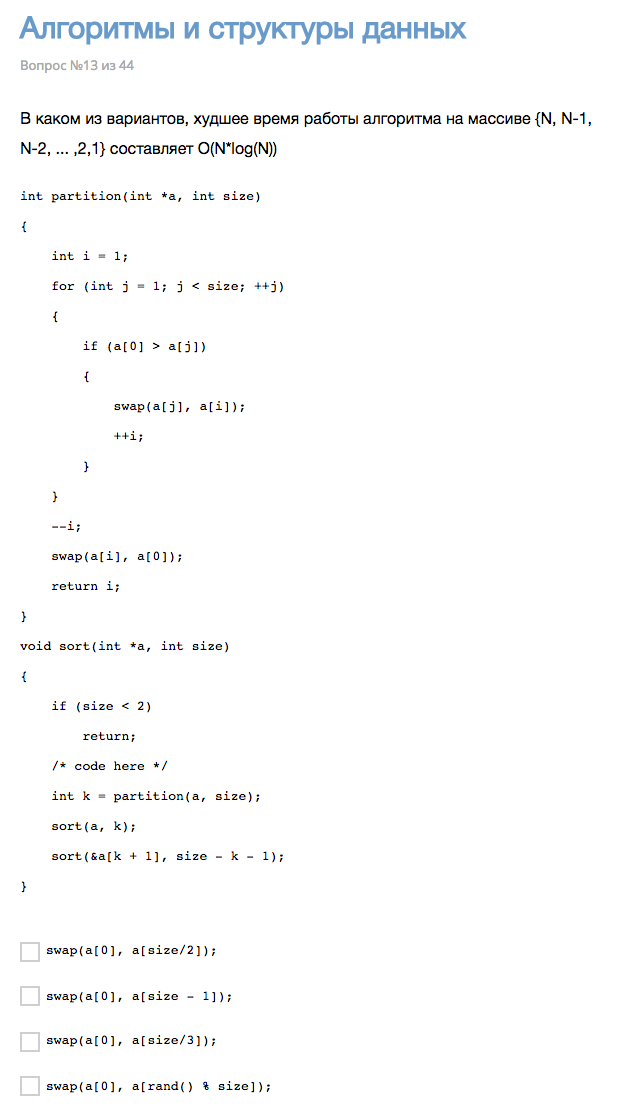 Алгоритмы и структуры данных
Вопрос №13 из 44
В каком из вариантов, худшее время работы алгоритма на массиве {N, N-1,
N-2, ... ,2,1} составляет O(N*log(N))
int partition(int *a, int size)
{
    int i = 1;
    for (int j = 1; j < size; ++j)
    {
        if (a[0] > a[j])
        {
            swap(a[j], a[i]);
            ++i;
        }
    }
    --i;
    swap(a[i], a[0]);
    return i;
}
void sort(int *a, int size)
{
    if (size < 2)
        return;
    /* code here */
    int k = partition(a, size);
    sort(a, k);
    sort(&a[k + 1], size - k - 1);
}
swap(a[0], a[size/2]);
swap(a[0], a[size - 1]);
swap(a[0], a[size/3]);
swap(a[0], a[rand() % size]);